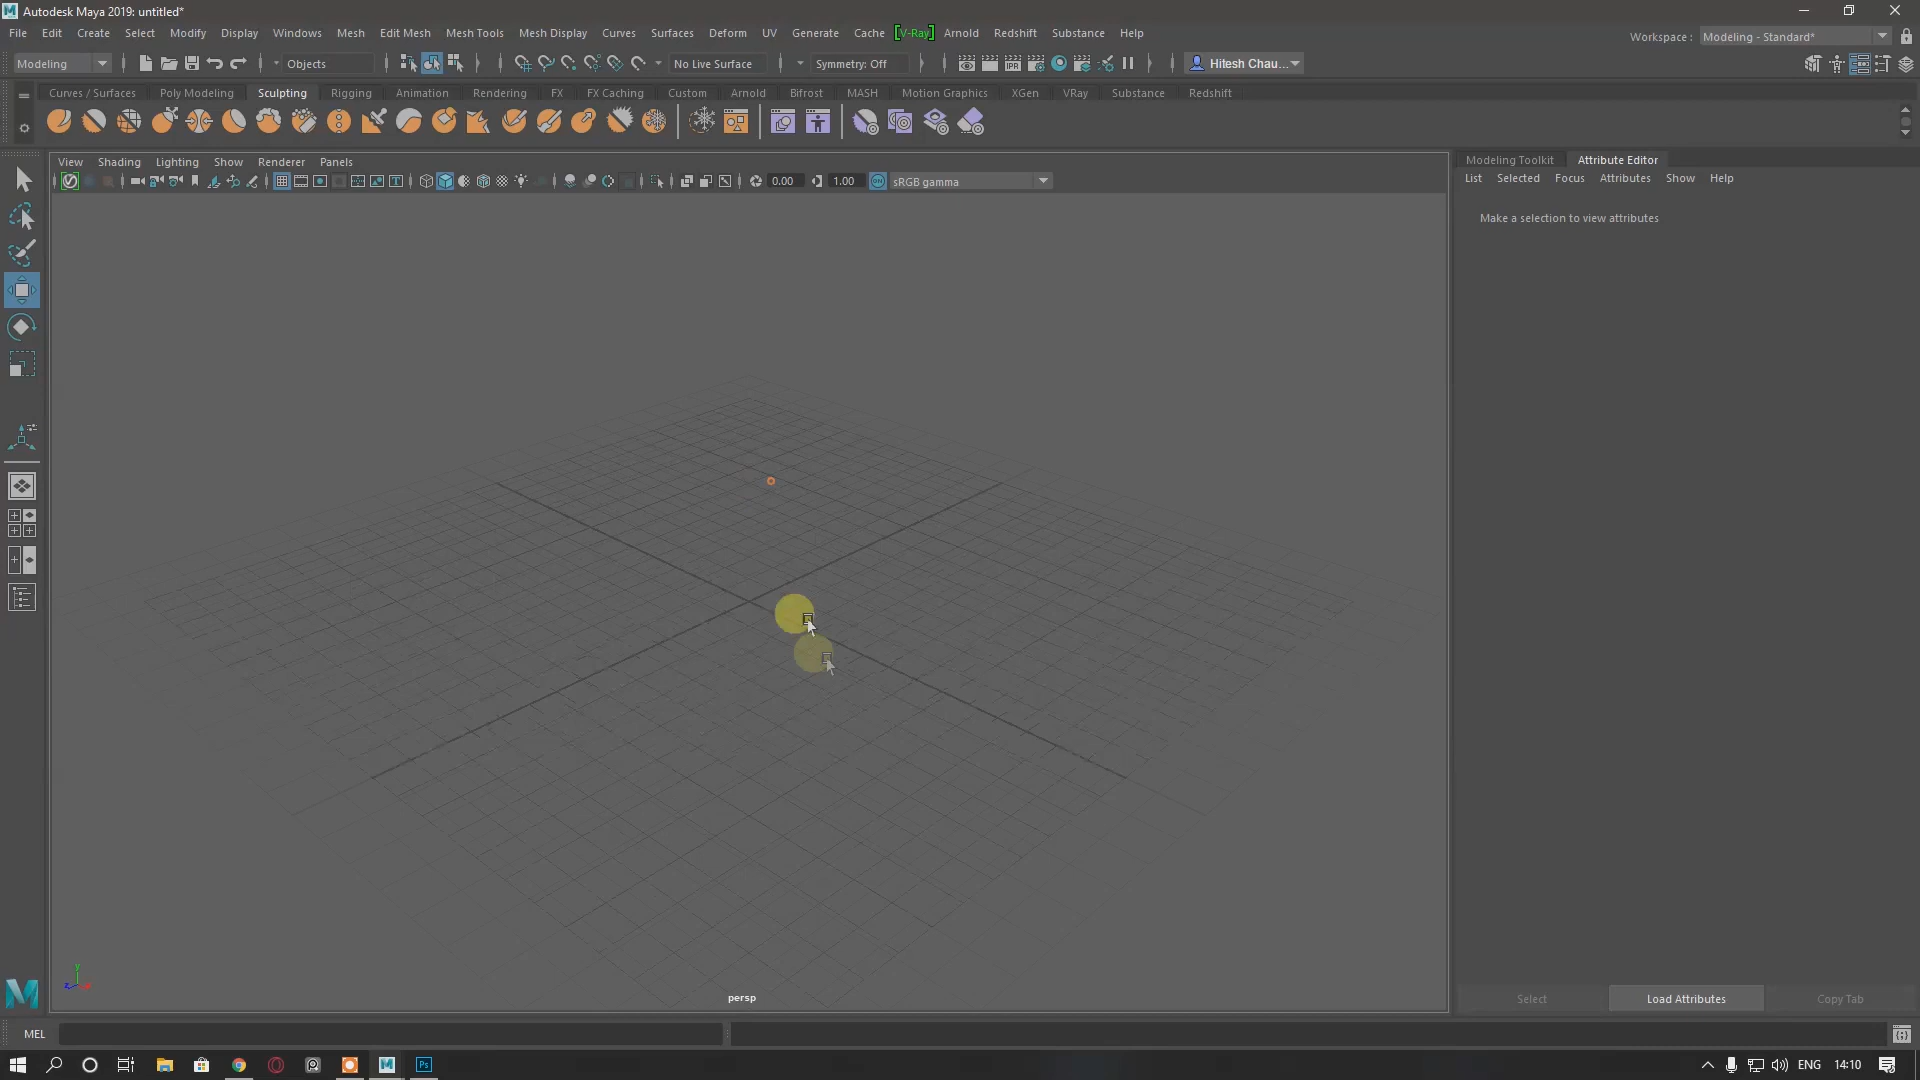 Autodesk Maya 2019: untitled*
File Edit Create Select Modify Display Windows Mesh Edit Mesh Mesh Tools Mesh Display Curves Surfaces Deform UV Generate Cache [V-Ray] Arnold Redshift Substance Help
Workspace : Modeling - Standard*
Modeling Objects No Live Surface Symmetry: Off IPR Hitesh Chau...
Curves / Surfaces Poly Modeling Sculpting Rigging Animation Rendering FX FX Caching Custom Arnold Bifrost MASH Motion Graphics XGen VRay Substance Redshift
View Shading Lighting Show Renderer Panels
0.00 1.00 ON sRGB gamma
Modeling Toolkit Attribute Editor
List Selected Focus Attributes Show Help
Make a selection to view attributes
y
z
persp
Select Load Attributes Copy Tab
MEL
Ps ENG 14:10